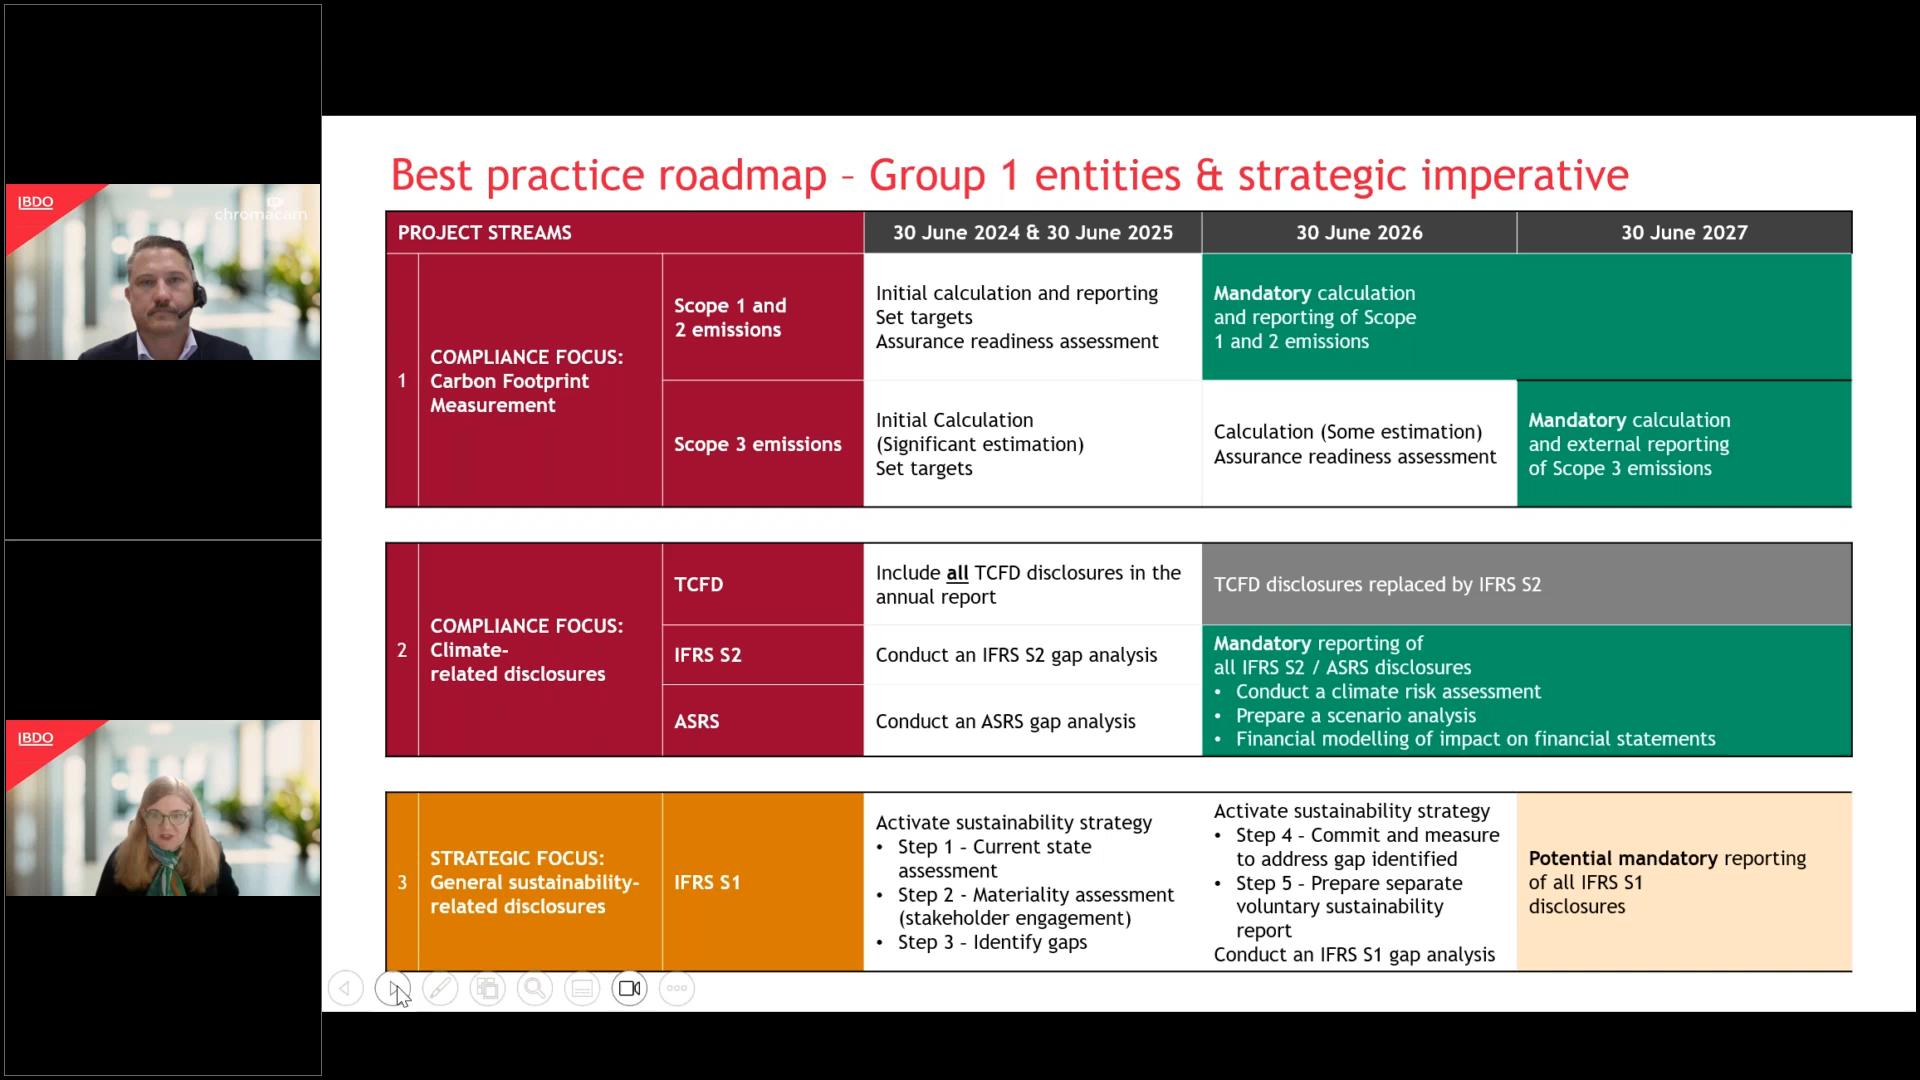 BDO
chromacam
BDO
Best practice roadmap – Group 1 entities & strategic imperative
PROJECT STREAMS
30 June 2024 & 30 June 2025
30 June 2026
30 June 2027
1
COMPLIANCE FOCUS:
Carbon Footprint
Measurement
Scope 1 and
2 emissions
Initial calculation and reporting
Set targets
Assurance readiness assessment
Mandatory calculation
and reporting of Scope
1 and 2 emissions
Scope 3 emissions
Initial Calculation
(Significant estimation)
Set targets
Calculation (Some estimation)
Assurance readiness assessment
Mandatory calculation
and external reporting
of Scope 3 emissions
2
COMPLIANCE FOCUS:
Climate-
related disclosures
TCFD
Include all TCFD disclosures in the
annual report
TCFD disclosures replaced by IFRS S2
IFRS S2
Conduct an IFRS S2 gap analysis
Mandatory reporting of
all IFRS S2 / ASRS disclosures
• Conduct a climate risk assessment
• Prepare a scenario analysis
• Financial modelling of impact on financial statements
ASRS
Conduct an ASRS gap analysis
3
STRATEGIC FOCUS:
General sustainability-
related disclosures
IFRS S1
Activate sustainability strategy
• Step 1 – Current state
assessment
• Step 2 - Materiality assessment
(stakeholder engagement)
• Step 3 – Identify gaps
Activate sustainability strategy
• Step 4 - Commit and measure
to address gap identified
• Step 5 - Prepare separate
voluntary sustainability
report
Conduct an IFRS S1 gap analysis
Potential mandatory reporting
of all IFRS S1
disclosures